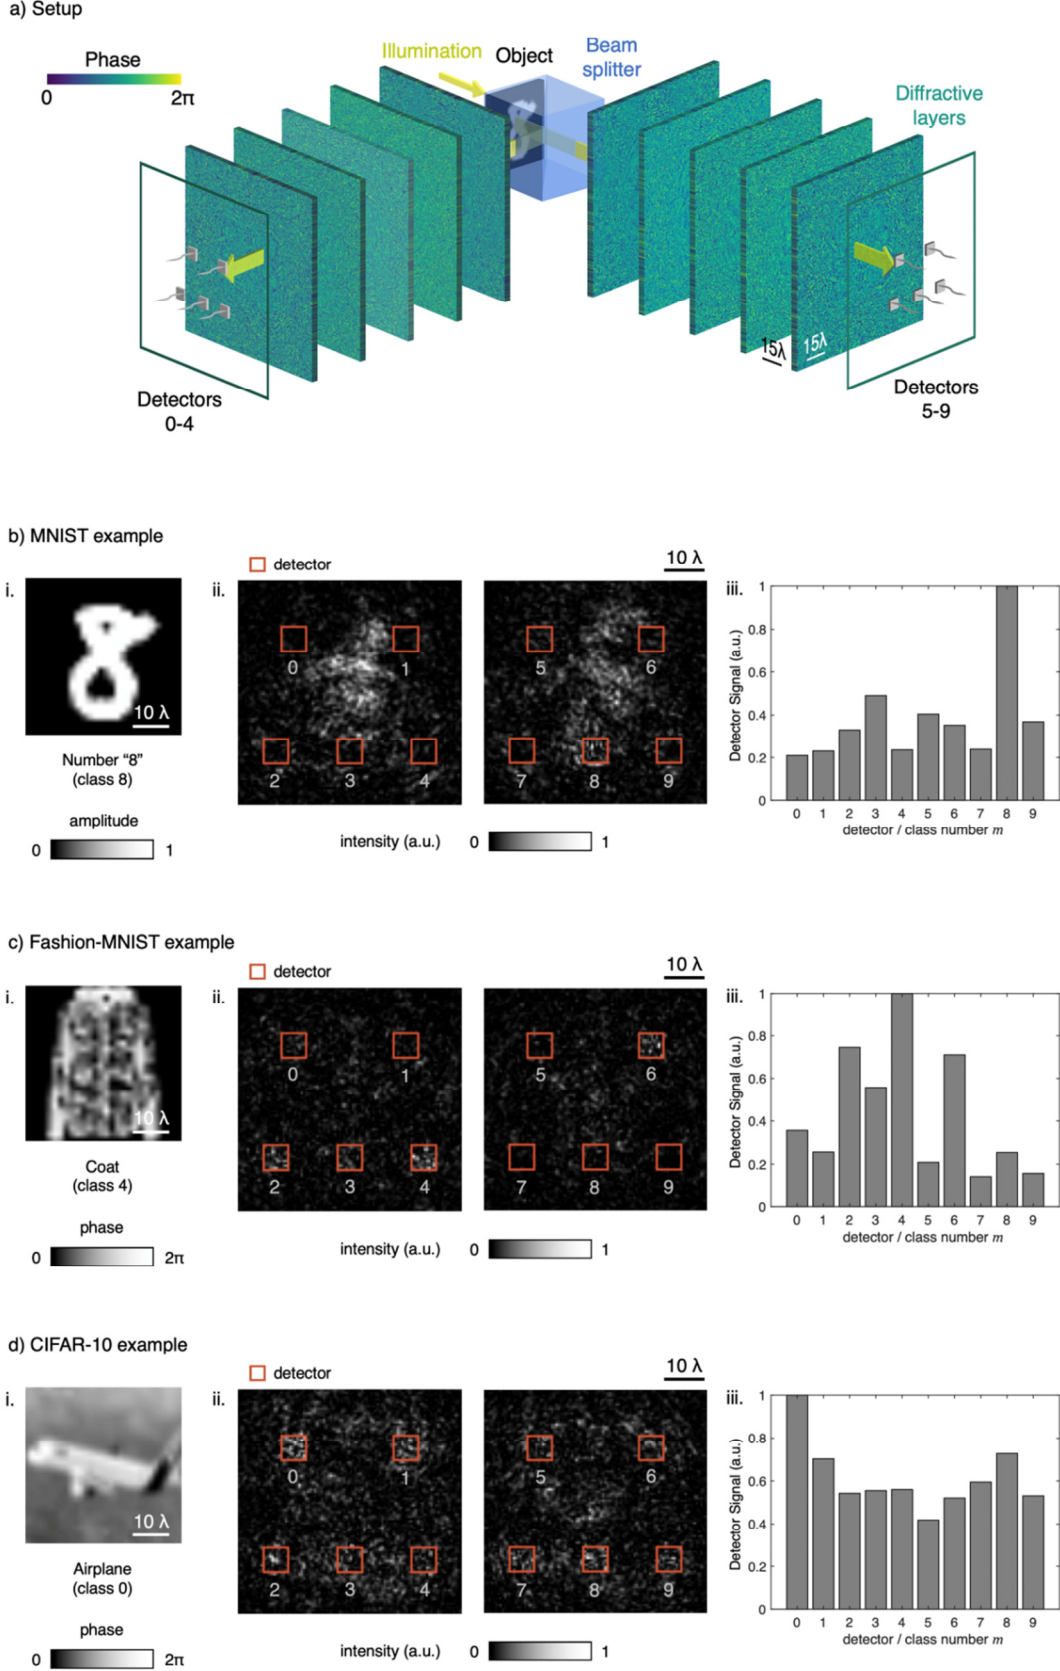 a) Setup
Phase
0 2π
Illumination
Object
Beam
splitter
Diffractive
layers
15λ 15λ
Detectors
0-4
Detectors
5-9
b) MNIST example
i.
10 λ
Number “8”
(class 8)
amplitude
0 1
ii.
detector
10 λ
0 1
2 3 4
5 6
7 8 9
intensity (a.u.) 0 1
iii.
Detector Signal (a.u.)
1
0.8
0.6
0.4
0.2
0
0 1 2 3 4 5 6 7 8 9
detector / class number m
c) Fashion-MNIST example
i.
10 λ
Coat
(class 4)
phase
0 2π
ii.
detector
10 λ
0 1
2 3 4
5 6
7 8 9
intensity (a.u.) 0 1
iii.
Detector Signal (a.u.)
1
0.8
0.6
0.4
0.2
0
0 1 2 3 4 5 6 7 8 9
detector / class number m
d) CIFAR-10 example
i.
10 λ
Airplane
(class 0)
phase
0 2π
ii.
detector
10 λ
0 1
2 3 4
5 6
7 8 9
intensity (a.u.) 0 1
iii.
Detector Signal (a.u.)
1
0.8
0.6
0.4
0.2
0
0 1 2 3 4 5 6 7 8 9
detector / class number m